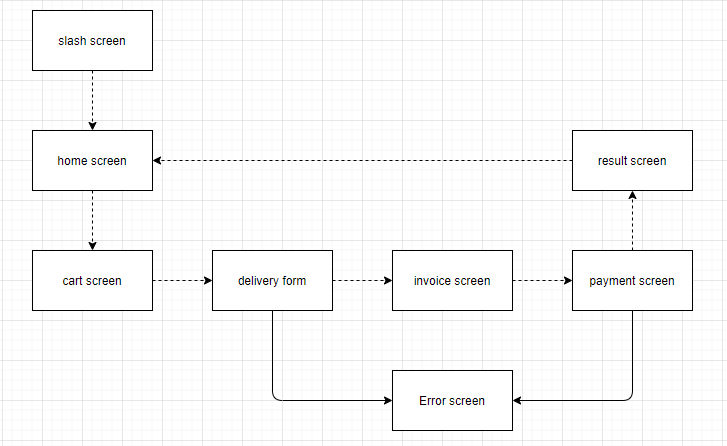 slash screen
home screen
result screen
cart screen
delivery form
invoice screen
payment screen
Error screen